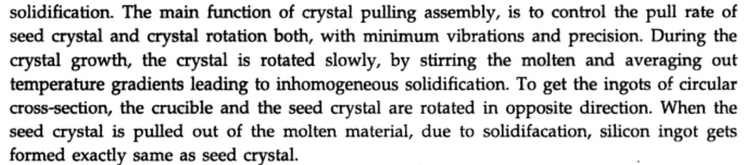 solidification. The main function of crystal pulling assembly, is to control the pull rate of
seed crystal and crystal rotation both, with minimum vibrations and precision. During the
crystal growth, the crystal is rotated slowly, by stirring the molten and averaging out
temperature gradients leading to inhomogeneous solidification. To get the ingots of circular
cross-section, the crucible and the seed crystal are rotated in opposite direction. When the
seed crystal is pulled out of the molten material, due to solidifacation, silicon ingot gets
formed exactly same as seed crystal.